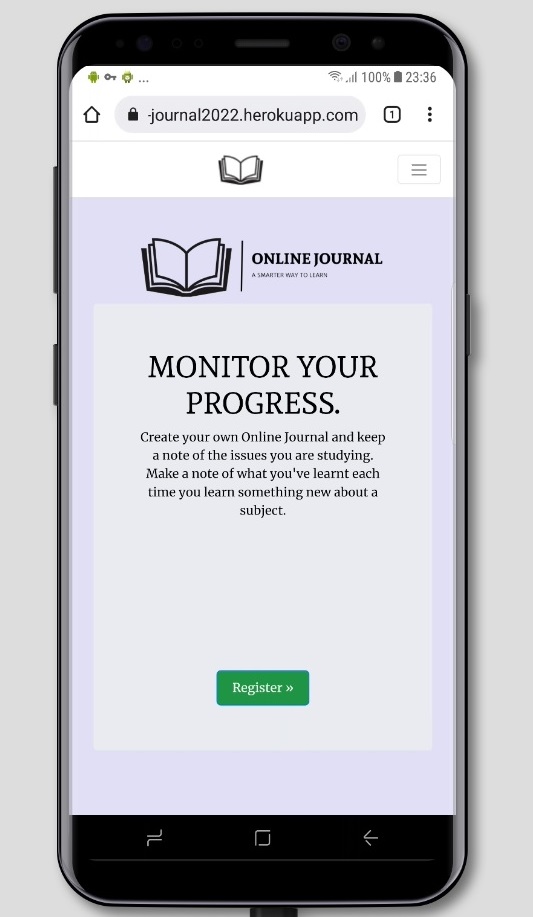 ... 100% 23:36
-journal2022.herokuapp.com 1
ONLINE JOURNAL
A SMARTER WAY TO LEARN
MONITOR YOUR
PROGRESS.
Create your own Online Journal and keep
a note of the issues you are studying.
Make a note of what you've learnt each
time you learn something new about a
subject.
Register »